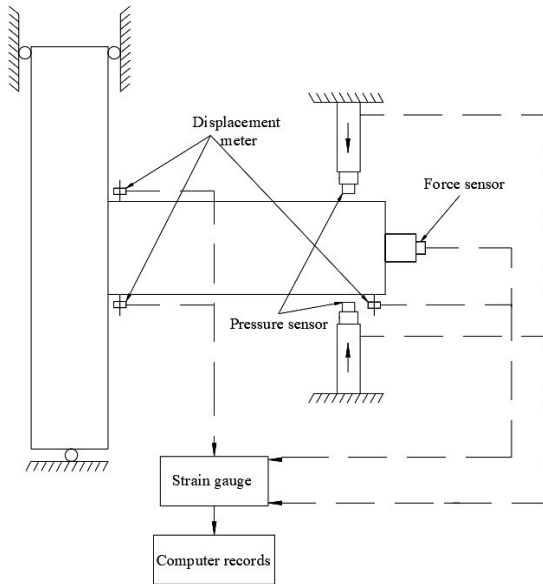 Displacement
meter
Force sensor
Pressure sensor
Strain gauge
Computer records